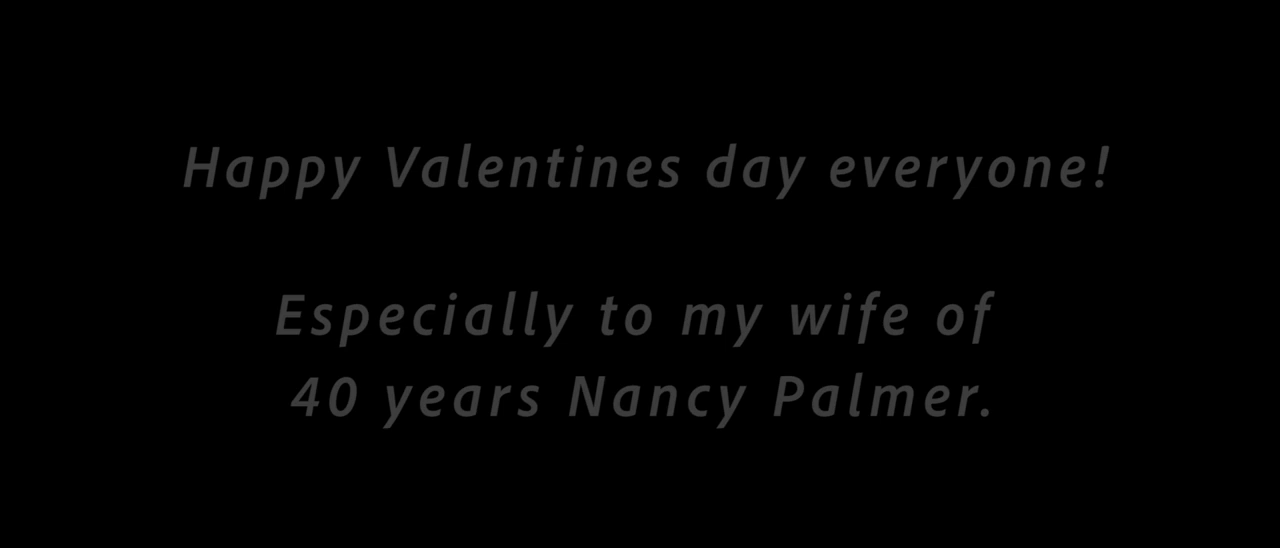 Happy Valentines day everyone!
Especially to my wife of
40 years Nancy Palmer.